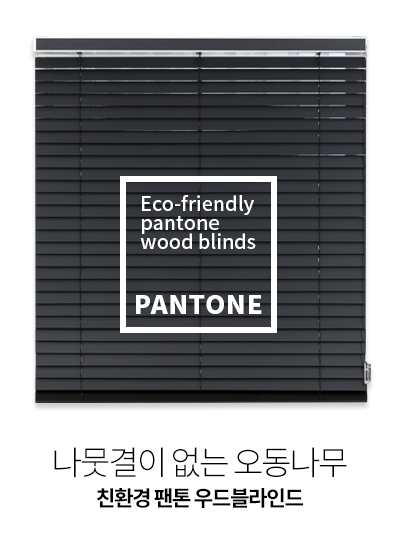 Eco-friendly
pantone
wood blinds
PANTONE
나뭇결이 없는 오동나무
친환경 팬톤 우드블라인드